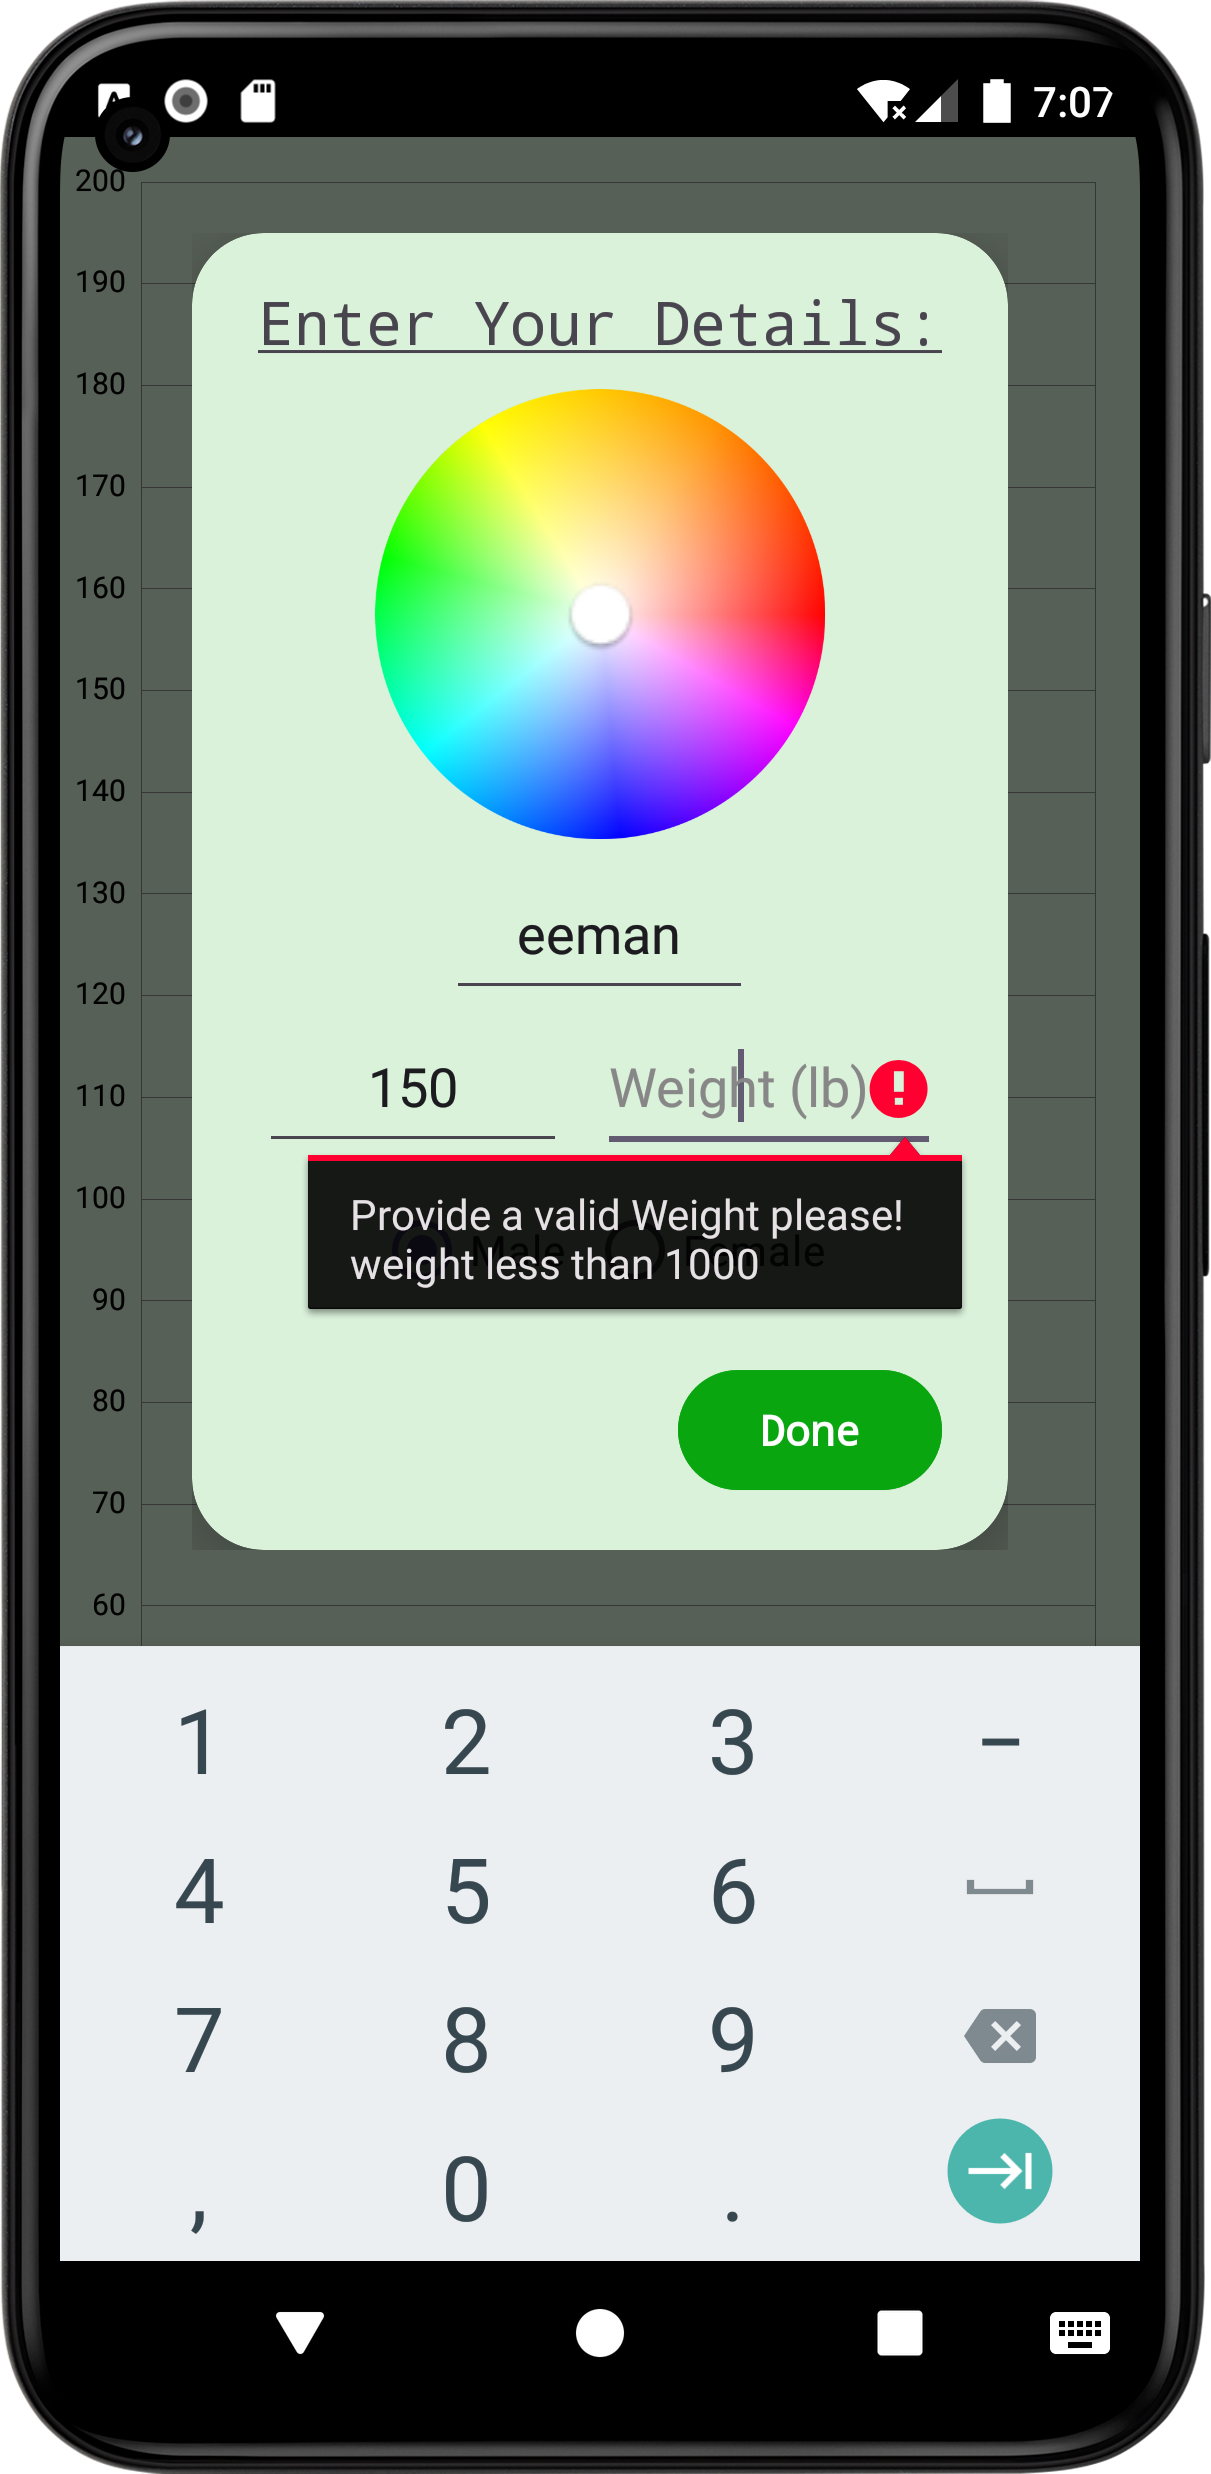 7:07
200
190
Enter Your Details:
180
170
160
150
140
130
eeman
120
150 Weight (lb)
110
100
Provide a valid Weight please!
Male Female
weight less than 1000
90
80
Done
70
60
1 2 3 –
4 5 6
7 8 9
, 0 .